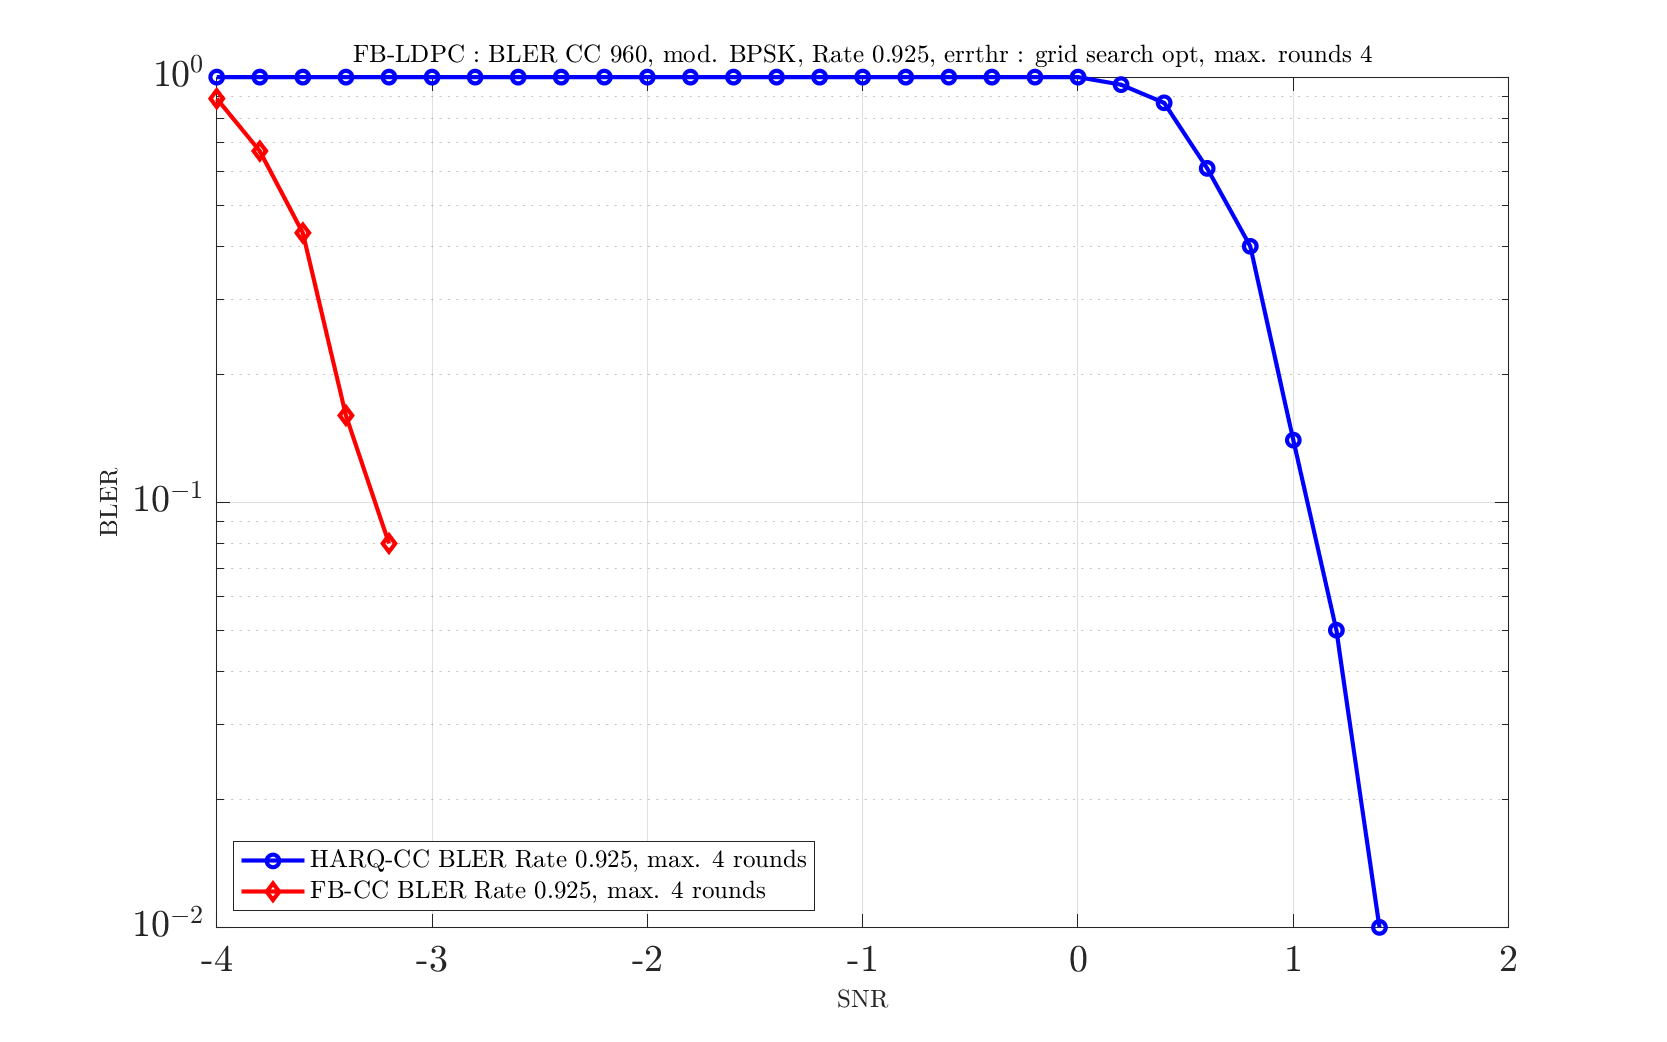 FB-LDPC : BLER CC 960, mod. BPSK, Rate 0.925, errthr : grid search opt, max. rounds 4
10^0
10^{-1}
10^{-2}
BLER
HARQ-CC BLER Rate 0.925, max. 4 rounds
FB-CC BLER Rate 0.925, max. 4 rounds
-4 -3 -2 -1 0 1 2
SNR